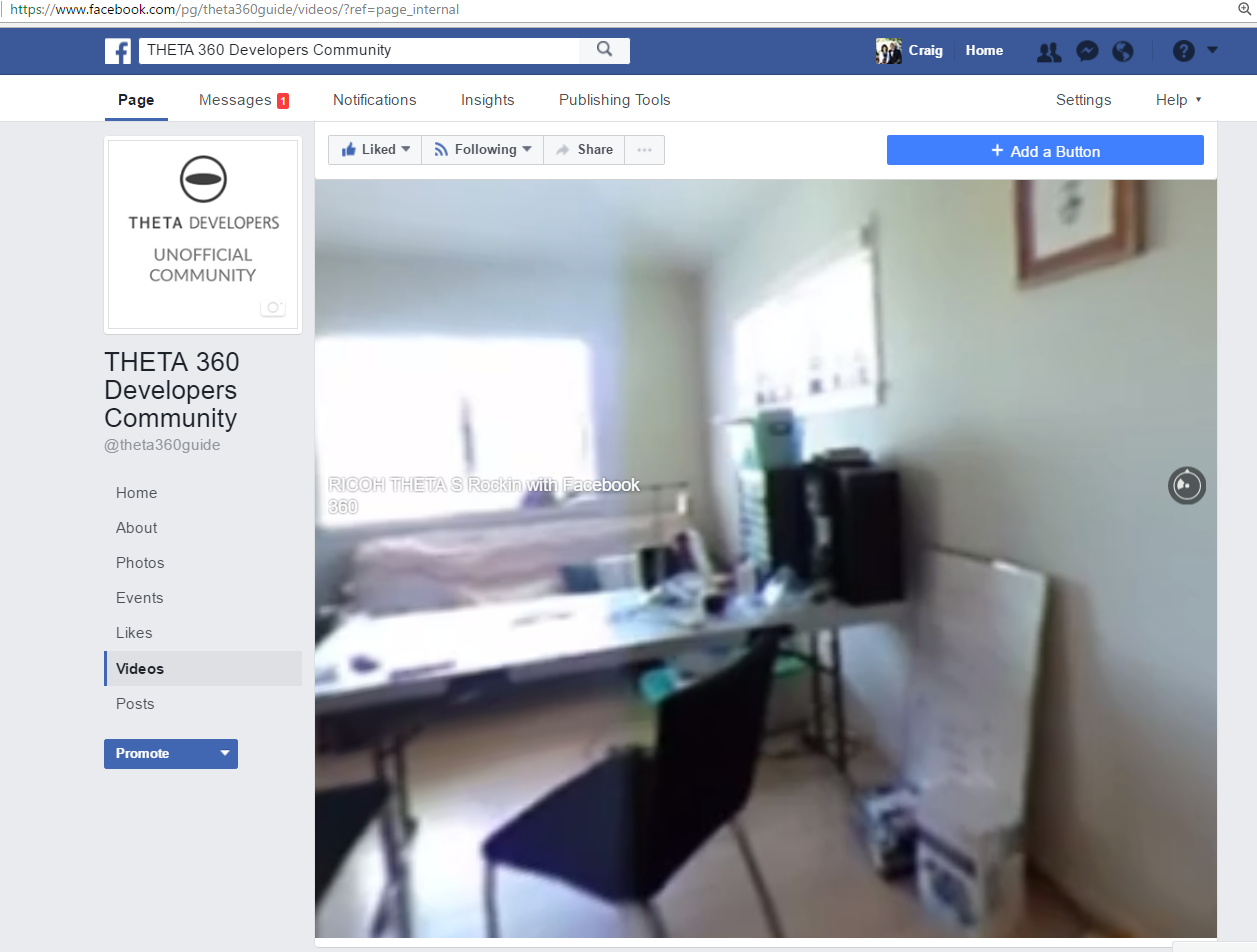 https://www.facebook.com/pg/theta360guide/videos/?ref=page_internal
THETA 360 Developers Community
Craig Home
?
Page Messages 1 Notifications Insights Publishing Tools Settings Help
Liked Following Share ... + Add a Button
THETA DEVELOPERS
UNOFFICIAL
COMMUNITY
THETA 360
Developers
Community
@theta360guide
Home
About
Photos
Events
Likes
Videos
Posts
Promote
RICOH THETA S Rockin with Facebook
360